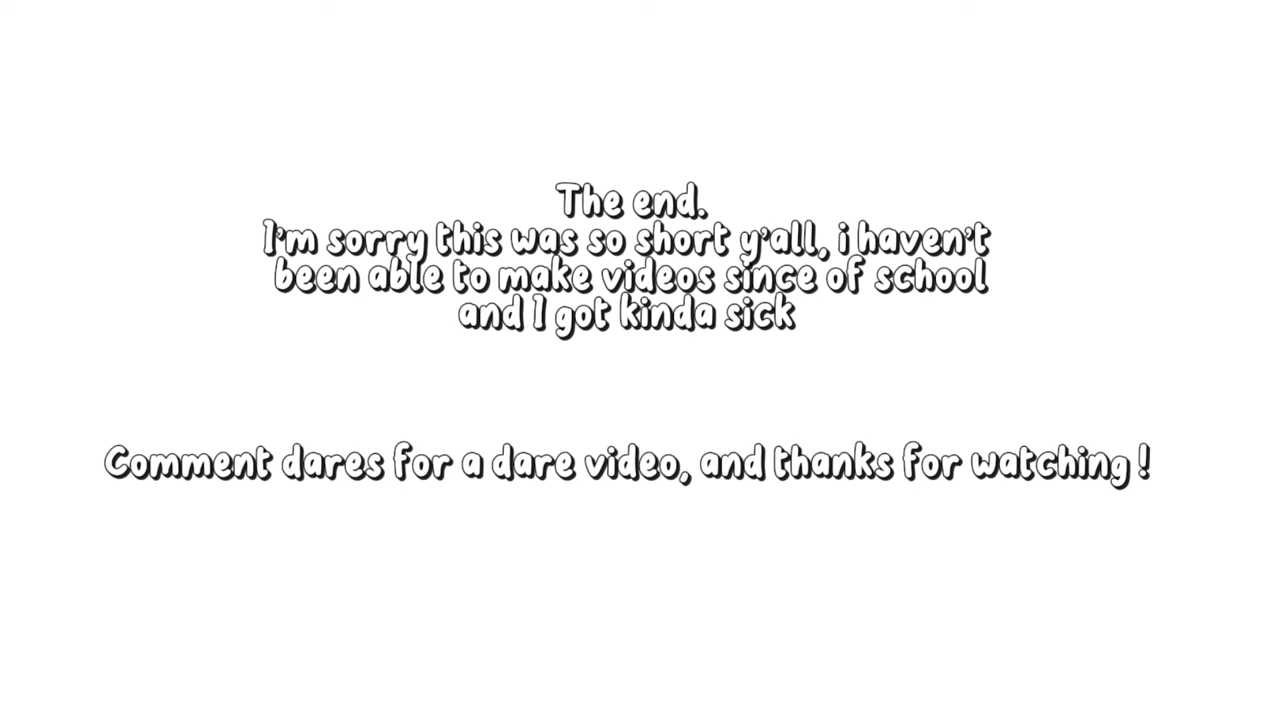 The end.
I'm sorry this was so short y'all, i haven't
been able to make videos since of school
and I got kinda sick
Comment dares for a dare video, and thanks for watching !